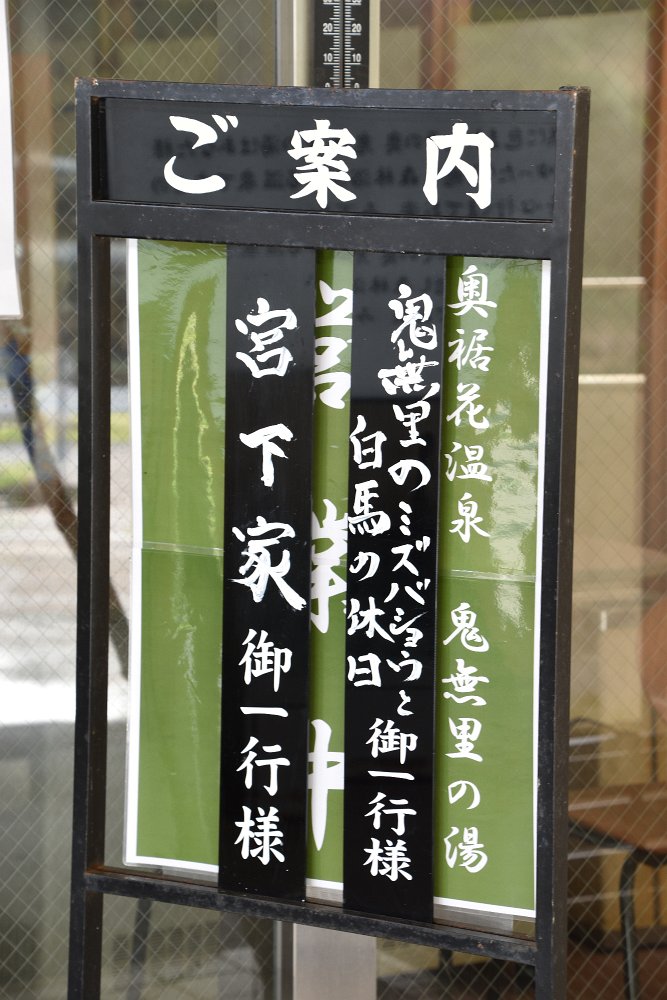 ご案内
奥裾花温泉 鬼無里の湯
鬼無里のミズバショウと
白馬の休日
御一行様
宮下家御一行様